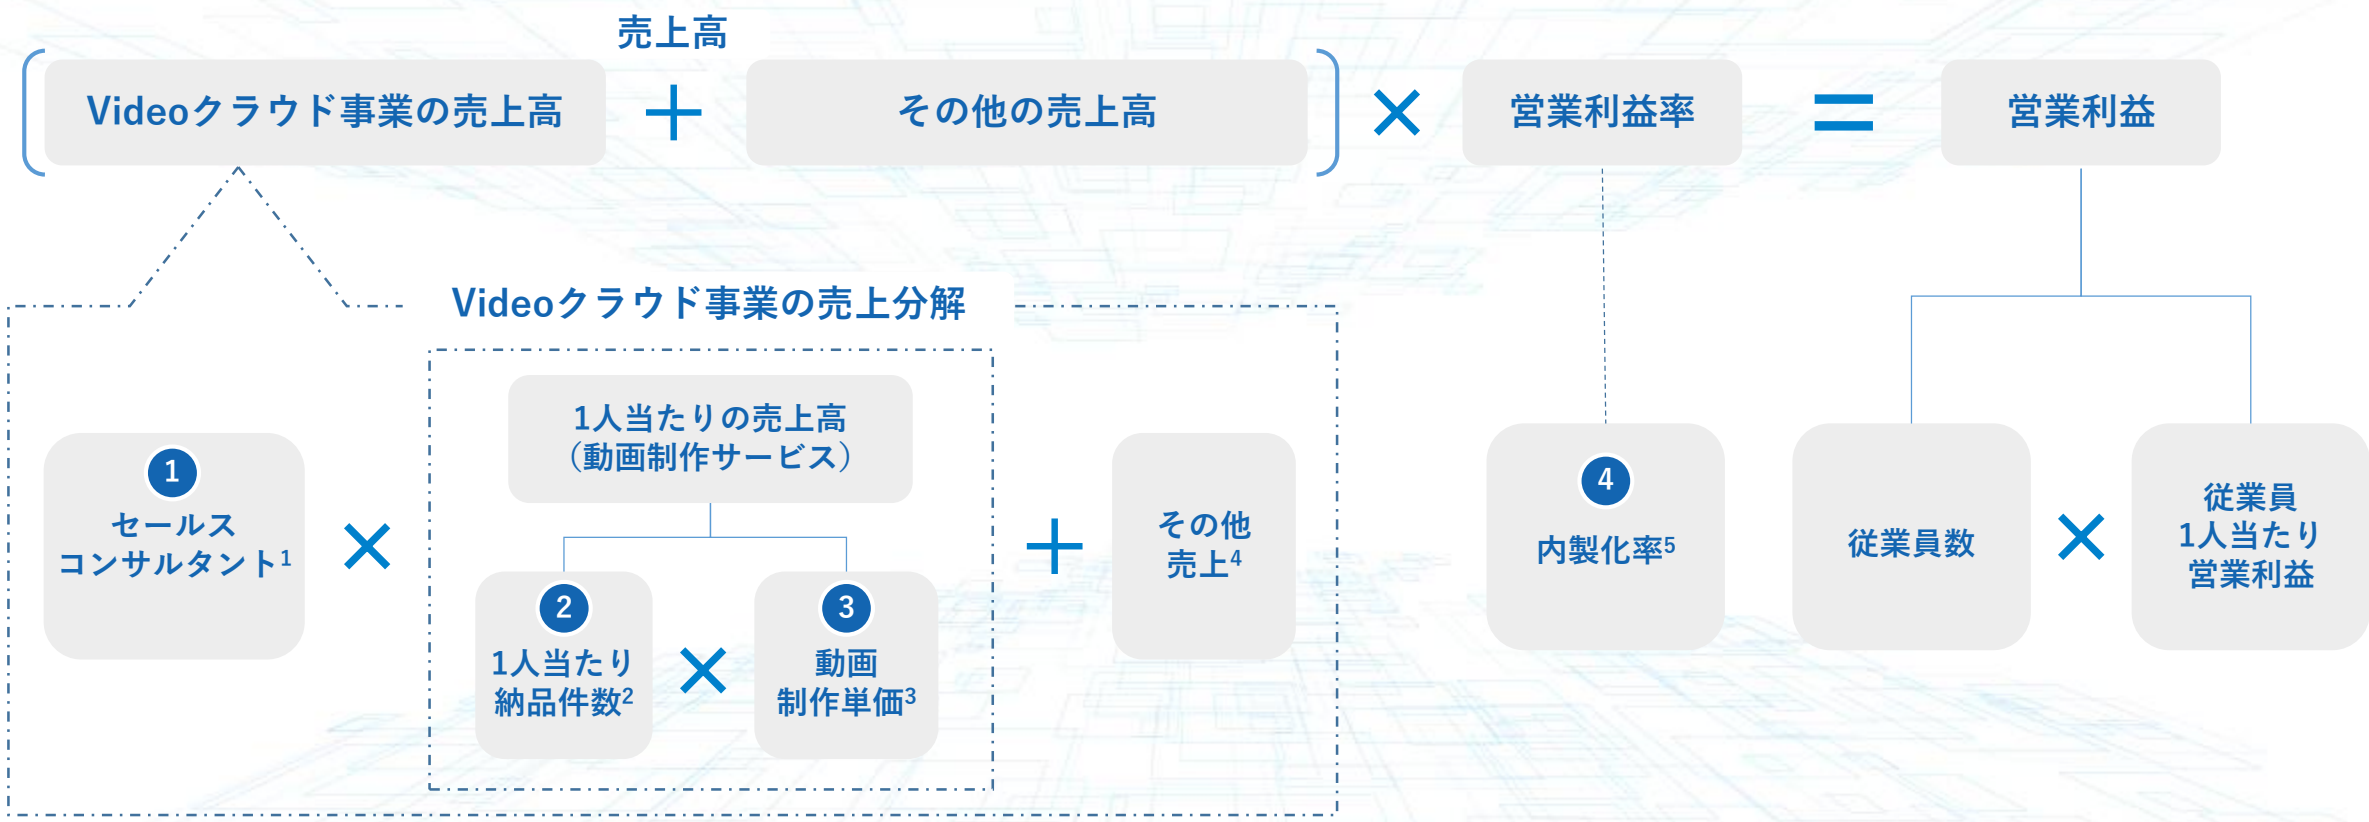 売上高
Videoクラウド事業の売上高
＋
その他の売上高
×
営業利益率
＝
営業利益
Videoクラウド事業の売上分解
1
セールス
コンサルタント1
×
1人当たりの売上高
（動画制作サービス）
2
1人当たり
納品件数2
×
3
動画
制作単価3
＋
その他
売上4
4
内製化率5
従業員数
×
従業員
1人当たり
営業利益